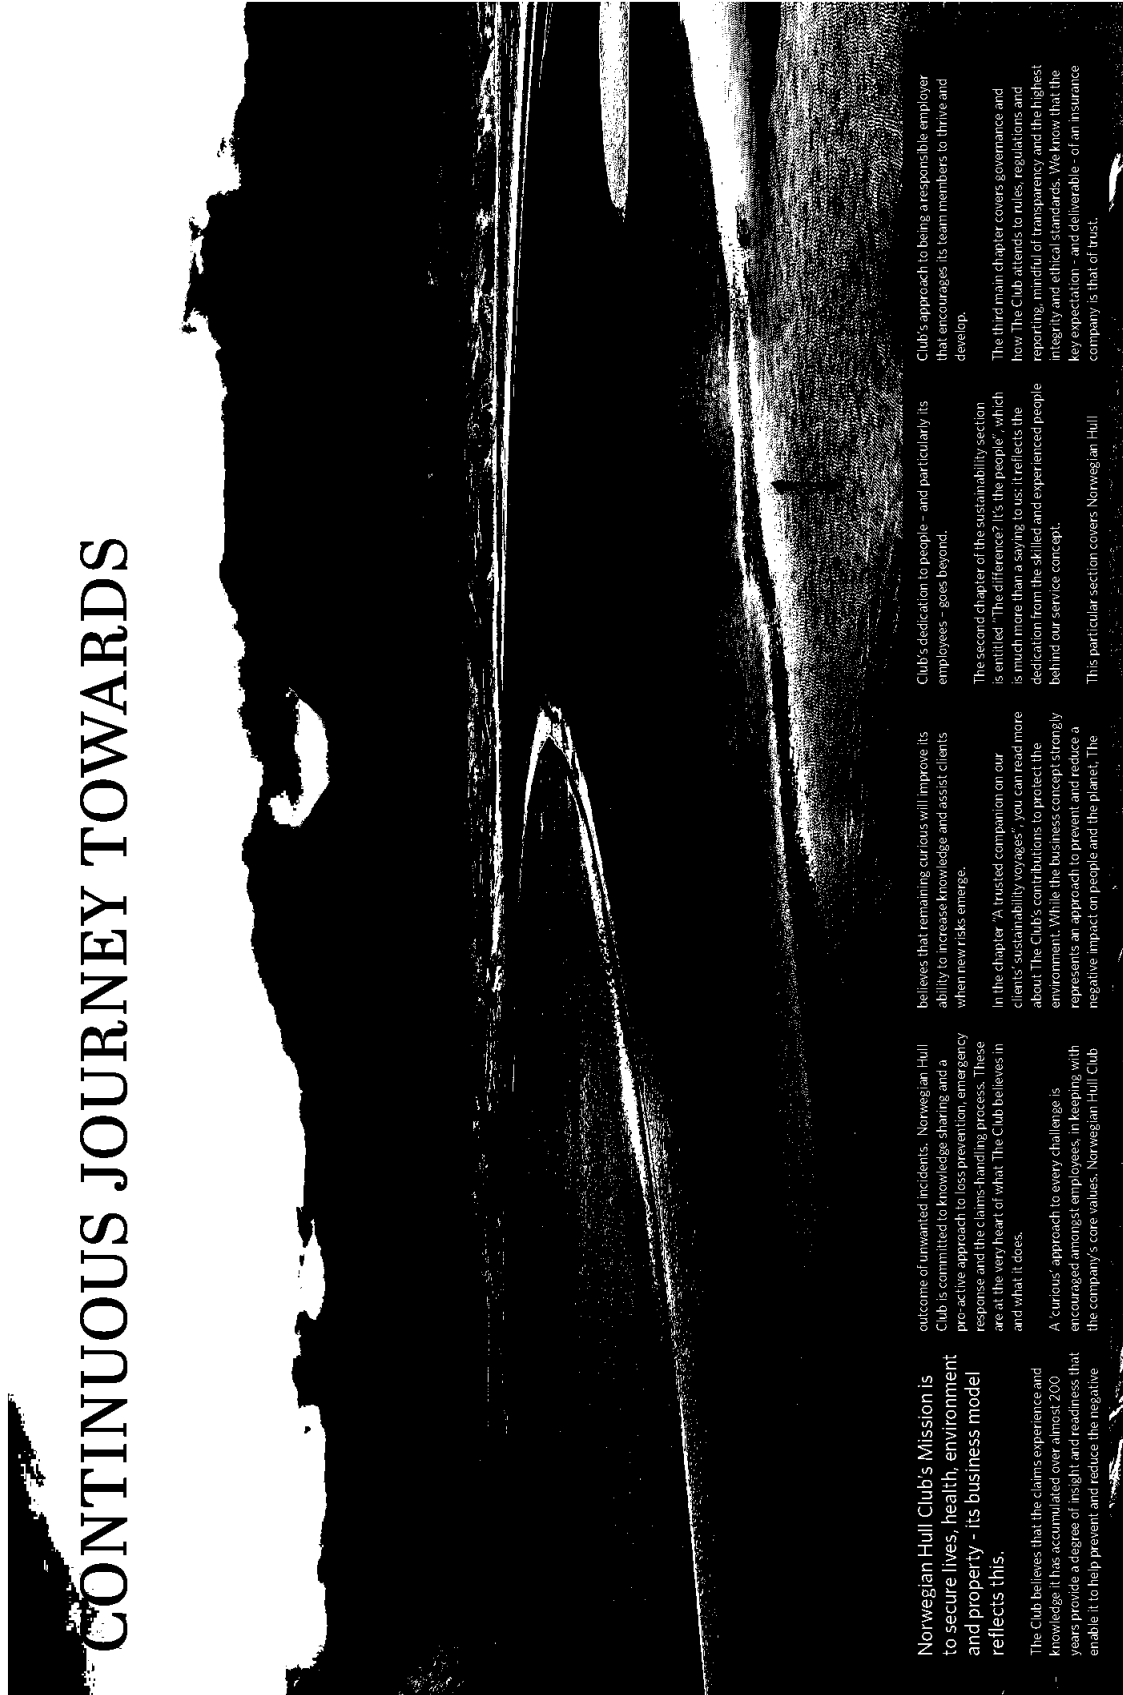 CONTINUOUS JOURNEY TOWARDS
Norwegian Hull Club's Mission is
to secure lives, health, environment
and property - its business model
reflects this.
The Club believes that the claims experience and
knowledge it has accumulated over almost 200
years provide a degree of insight and readiness that
enable it to help prevent and reduce the negative
outcome of unwanted incidents. Norwegian Hull
Club is committed to knowledge sharing and a
pro-active approach to loss prevention, emergency
response and the claims-handling process. These
are at the very heart of what The Club believes in
and what it does.
A 'curious' approach to every challenge is
encouraged amongst employees, in keeping with
the company's core values. Norwegian Hull Club
believes that remaining curious will improve its
ability to increase knowledge and assist clients
when new risks emerge.
In the chapter "A trusted companion on our
clients' sustainability voyages", you can read more
about The Club's contributions to protect the
environment. While the business concept strongly
represents an approach to prevent and reduce a
negative impact on people and the planet, The
Club's dedication to people - and particularly its
employees - goes beyond.
The second chapter of the sustainability section
is entitled "The difference? It's the people", which
is much more than a saying to us: it reflects the
dedication from the skilled and experienced people
behind our service concept.
This particular section covers Norwegian Hull
Club's approach to being a responsible employer
that encourages its team members to thrive and
develop.
The third main chapter covers governance and
how The Club attends to rules, regulations and
reporting, mindful of transparency and the highest
integrity and ethical standards. We know that the
key expectation - and deliverable - of an insurance
company is that of trust.